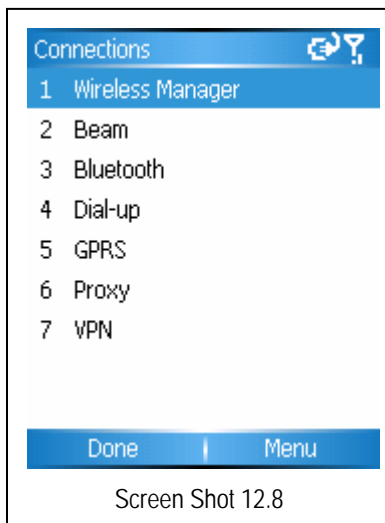 Connections
1 Wireless Manager
2 Beam
3 Bluetooth
4 Dial-up
5 GPRS
6 Proxy
7 VPN
Done Menu
Screen Shot 12.8